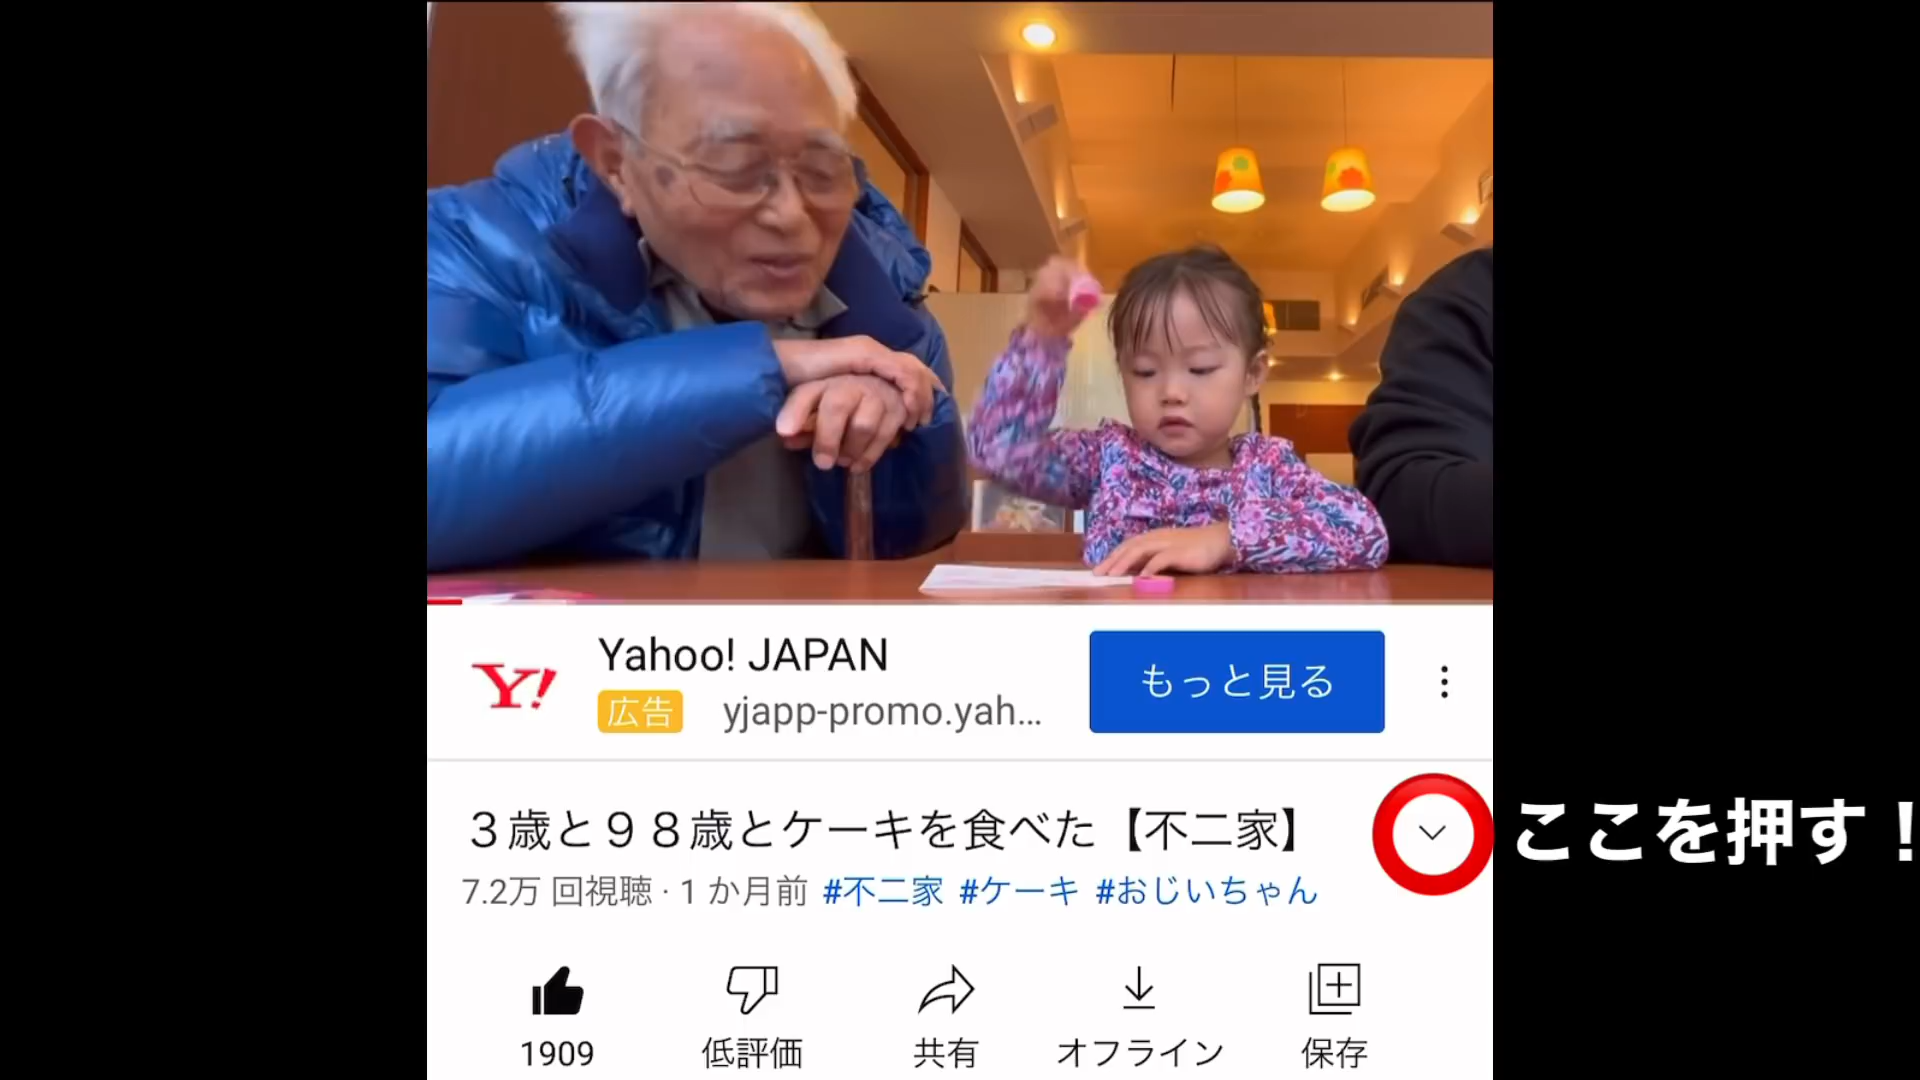 Yahoo! JAPAN
Y!
広告 yjapp-promo.yah...
もっと見る
３歳と９８歳とケーキを食べた【不二家】
ここを押す！
7.2万 回視聴・1 か月前 #不二家 #ケーキ #おじいちゃん
1909
低評価
共有
オフライン
保存